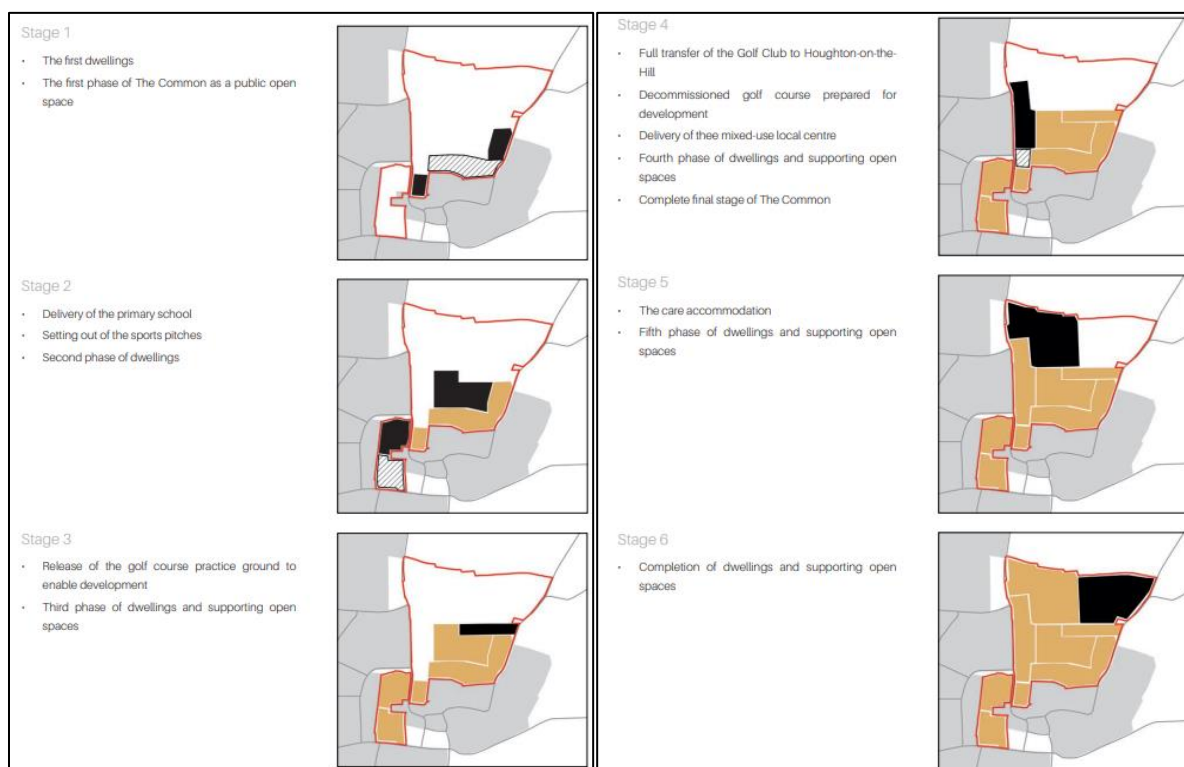 Stage 1
• The first dwellings
• The first phase of The Common as a public open
space
Stage 2
• Delivery of the primary school
• Setting out of the sports pitches
• Second phase of dwellings
Stage 3
• Release of the golf course practice ground to
enable development
• Third phase of dwellings and supporting open
spaces
Stage 4
• Full transfer of the Golf Club to Houghton-on-the-
Hill
• Decommissioned golf course prepared for
development
• Delivery of thee mixed-use local centre
• Fourth phase of dwellings and supporting open
spaces
• Complete final stage of The Common
Stage 5
• The care accommodation
• Fifth phase of dwellings and supporting open
spaces
Stage 6
• Completion of dwellings and supporting open
spaces